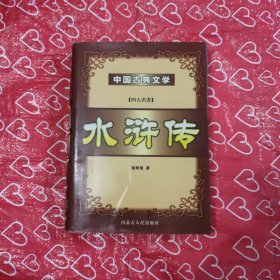 中国古典文学
【四大名著】
水浒传
施耐庵 著
内蒙古人民出版社